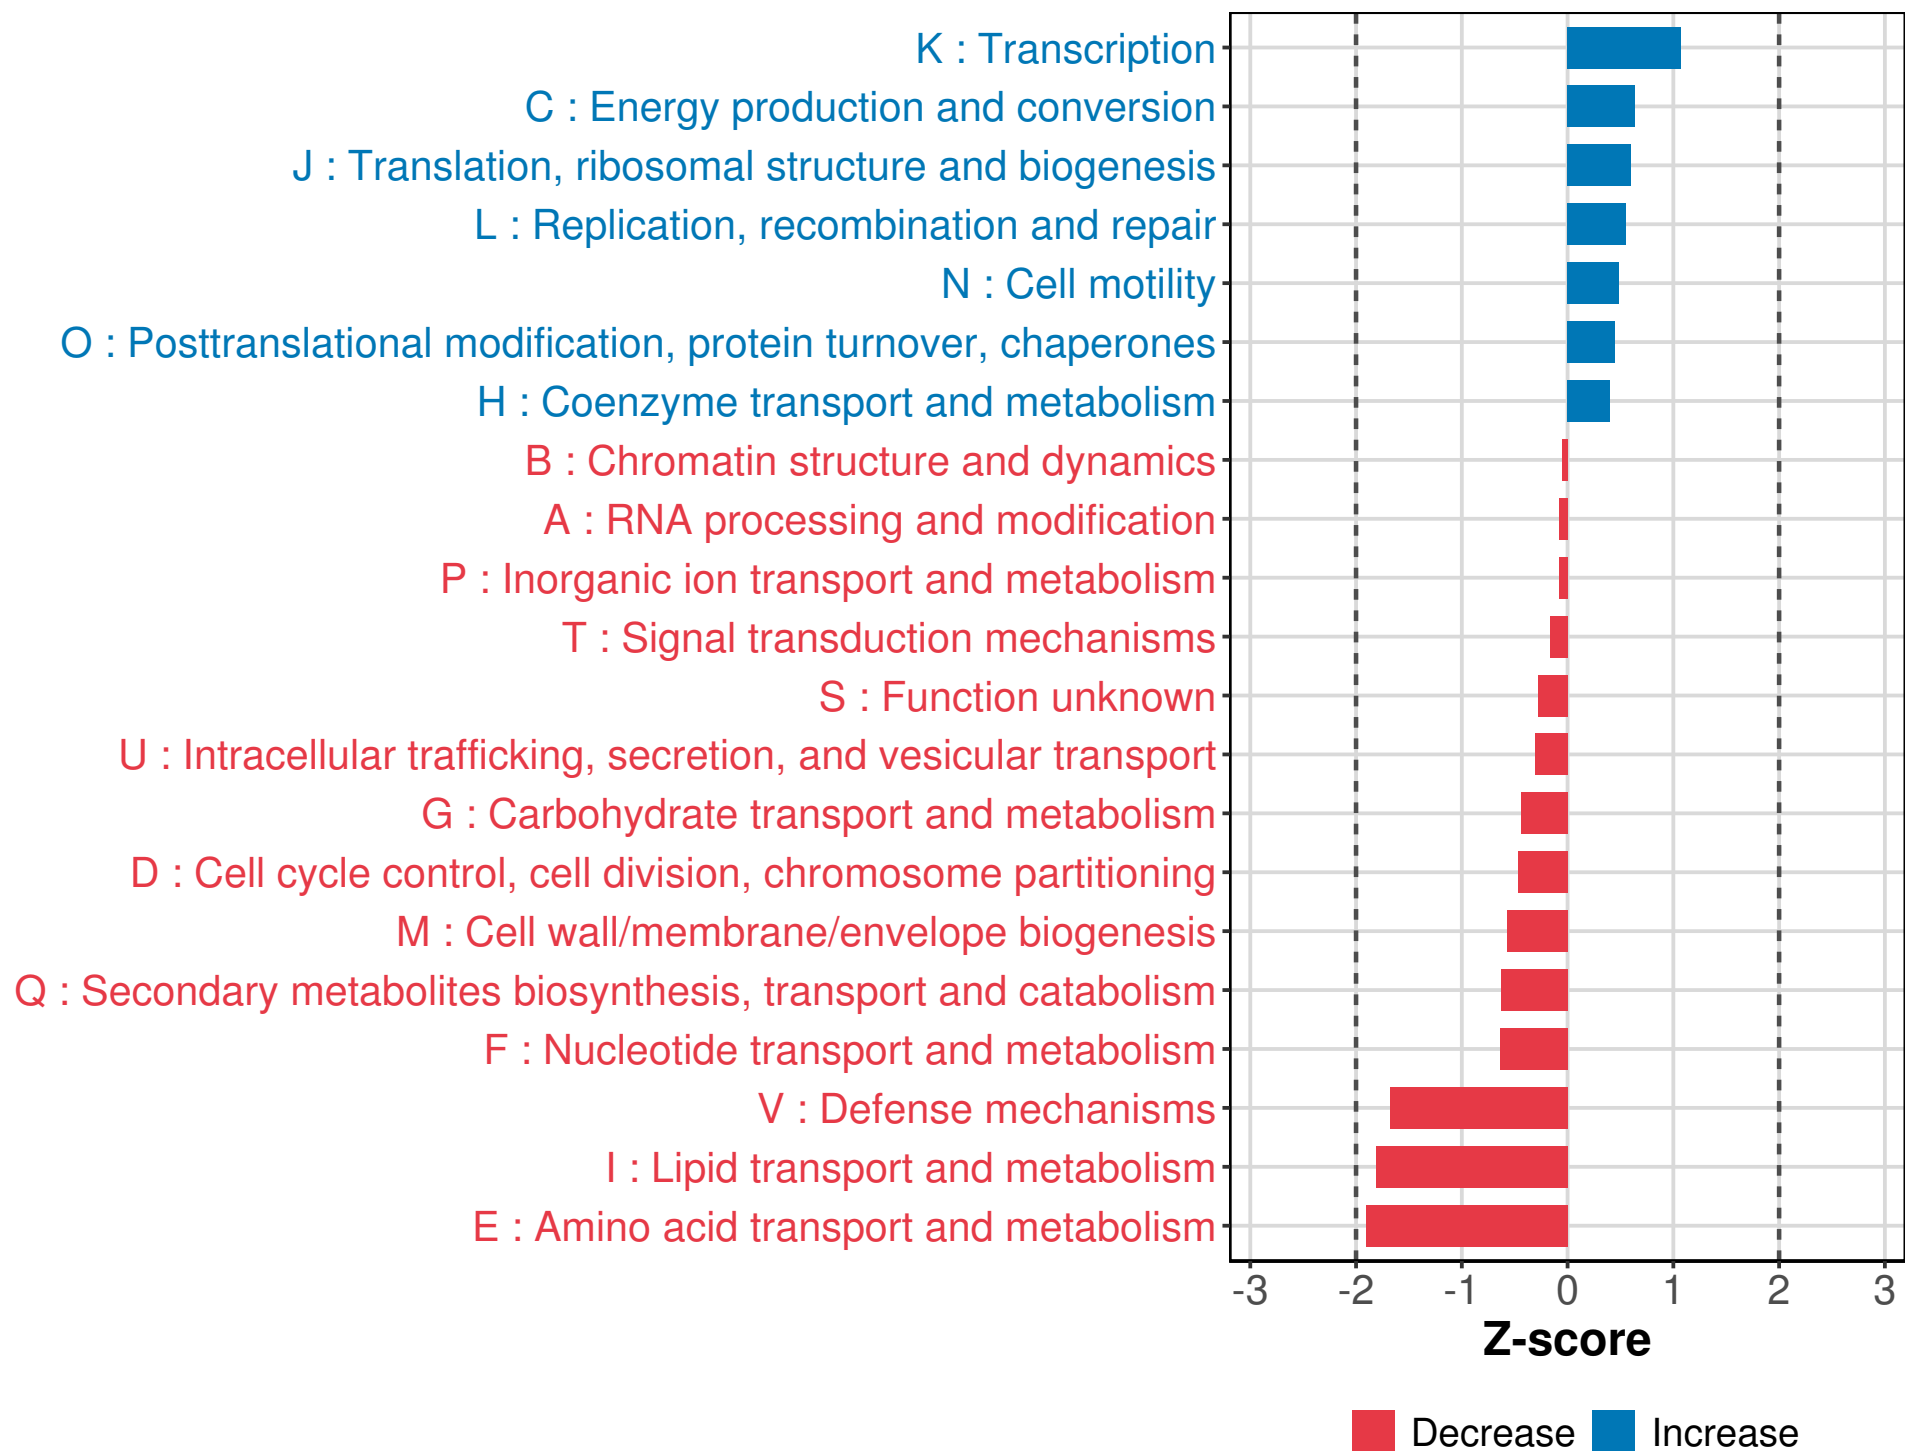 K : Transcription
C : Energy production and conversion
J : Translation, ribosomal structure and biogenesis
L : Replication, recombination and repair
N : Cell motility
O : Posttranslational modification, protein turnover, chaperones
H : Coenzyme transport and metabolism
B : Chromatin structure and dynamics
A : RNA processing and modification
P : Inorganic ion transport and metabolism
T : Signal transduction mechanisms
S : Function unknown
U : Intracellular trafficking, secretion, and vesicular transport
G : Carbohydrate transport and metabolism
D : Cell cycle control, cell division, chromosome partitioning
M : Cell wall/membrane/envelope biogenesis
Q : Secondary metabolites biosynthesis, transport and catabolism
F : Nucleotide transport and metabolism
V : Defense mechanisms
I : Lipid transport and metabolism
E : Amino acid transport and metabolism
-3 -2 -1 0 1 2 3
Z-score
Decrease Increase